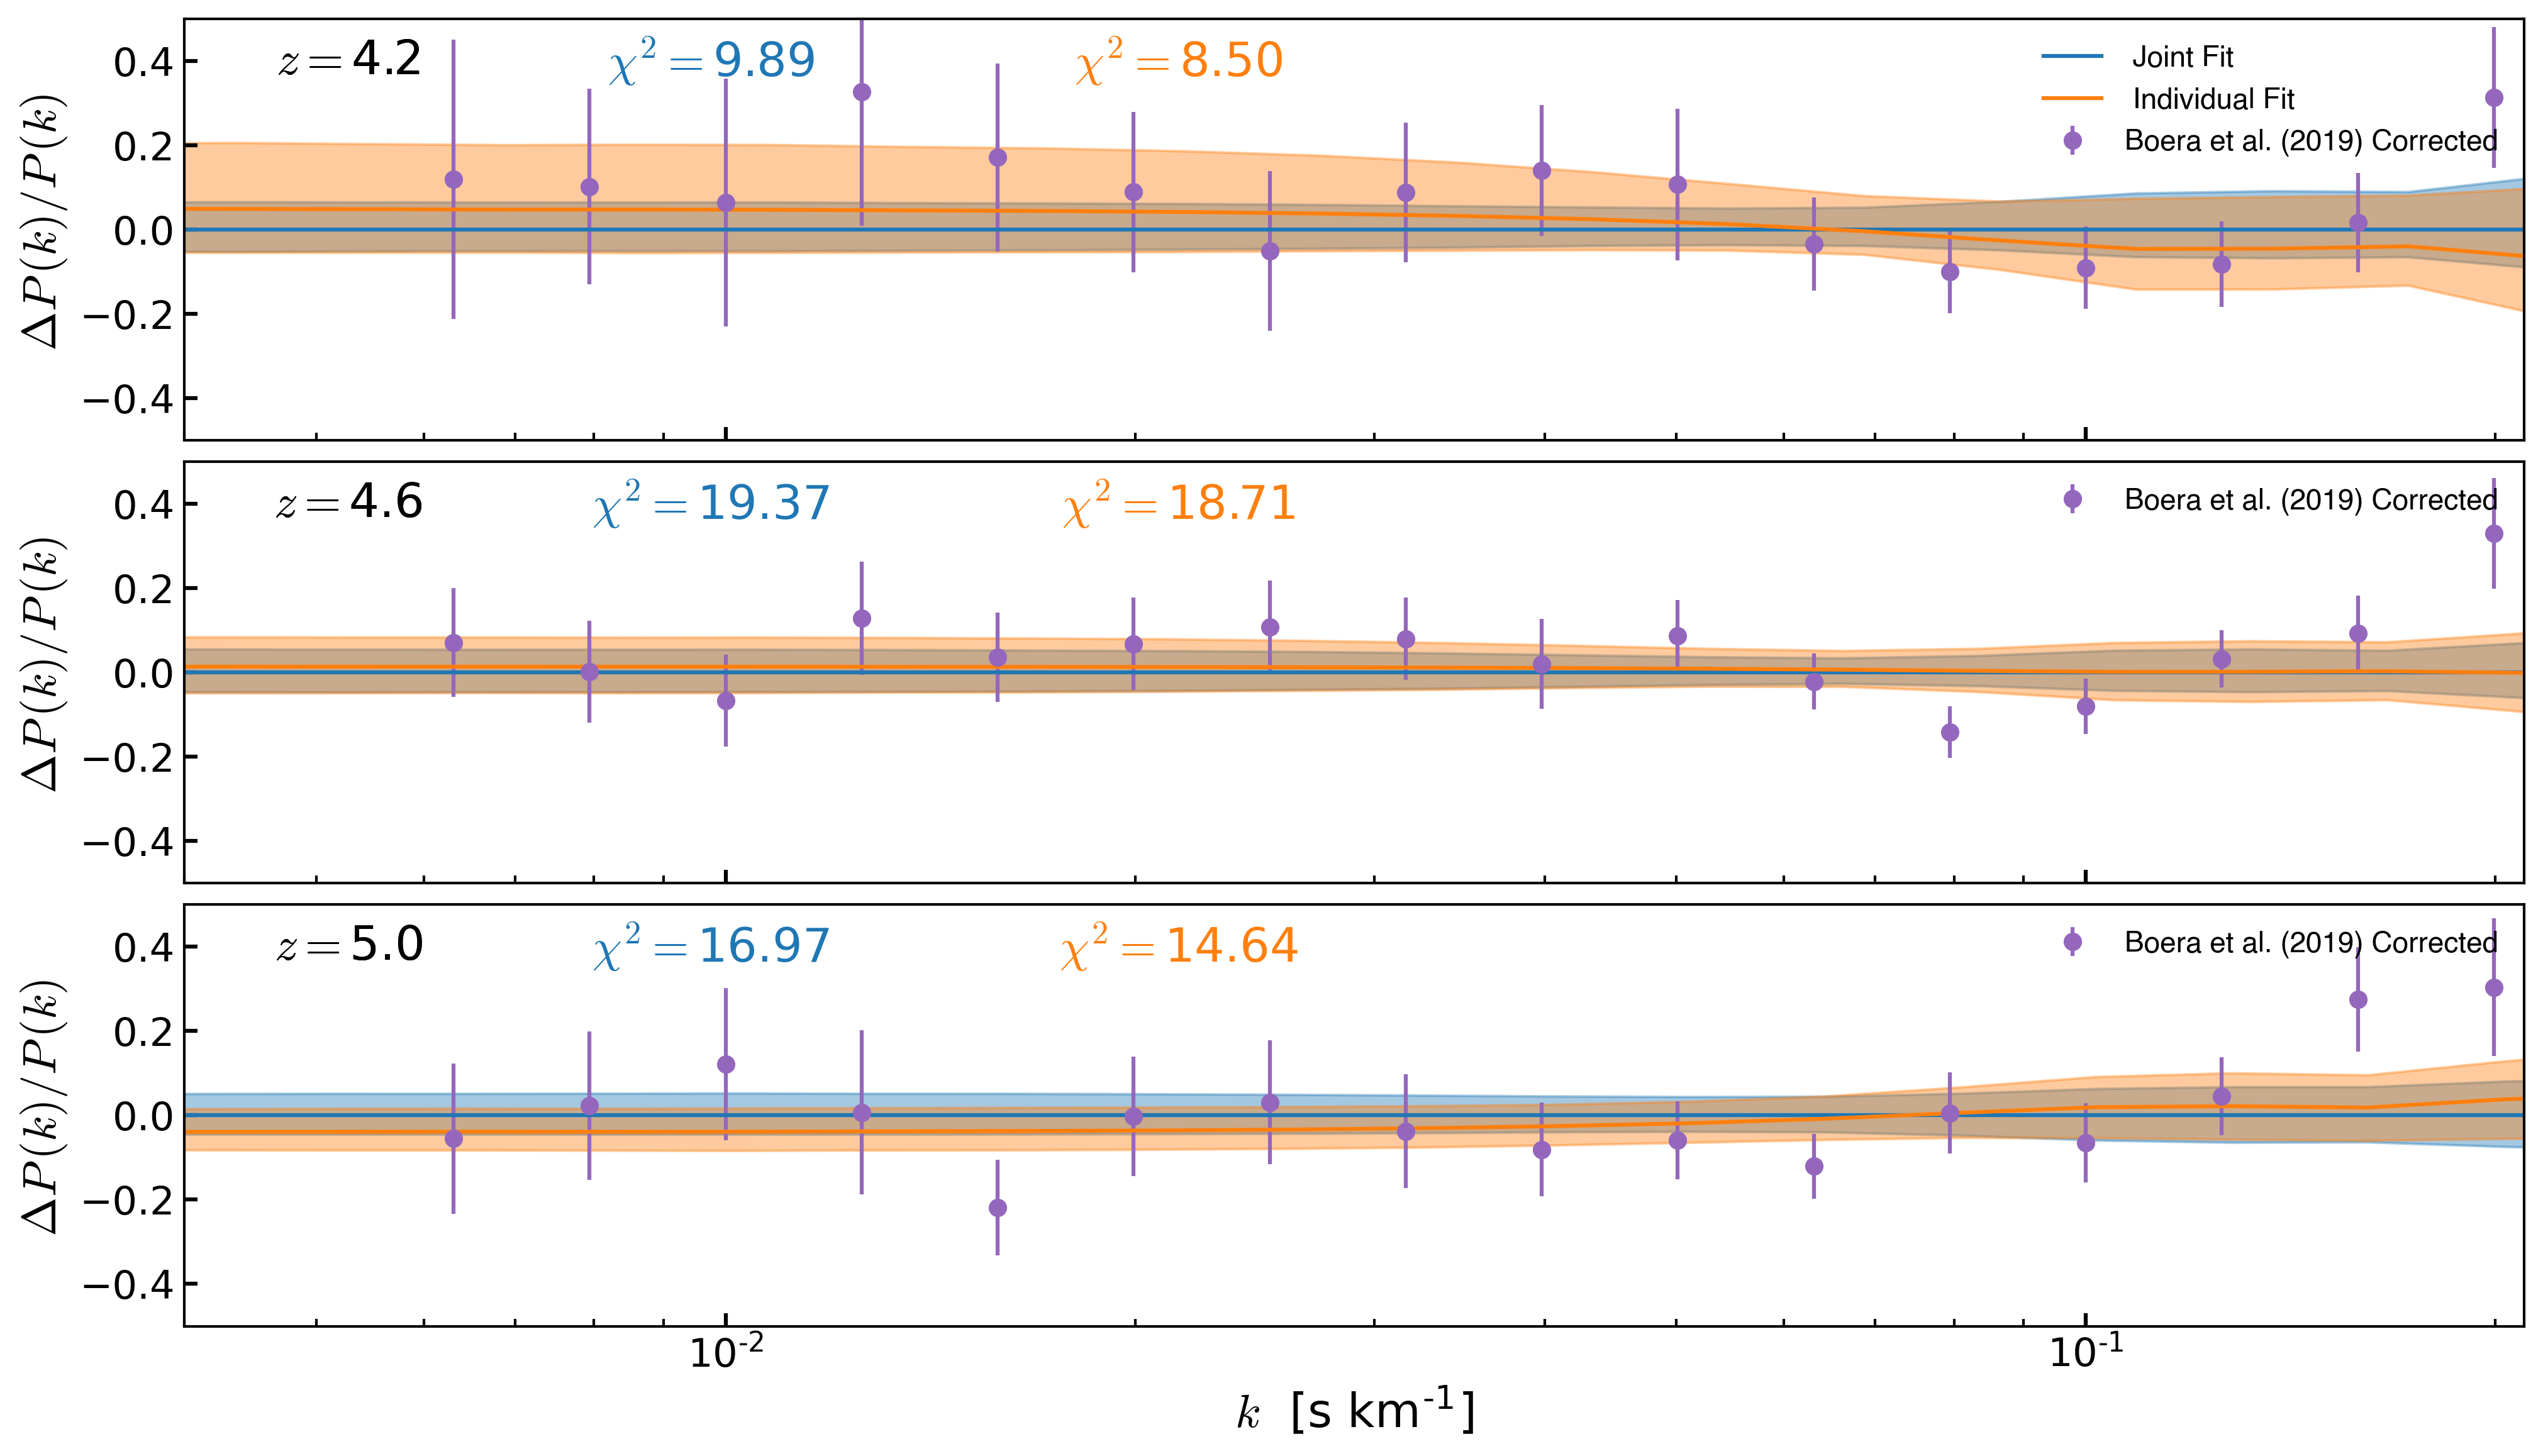 z = 4.2
χ² = 9.89
χ² = 8.50
Joint Fit
Individual Fit
Boera et al. (2019) Corrected
0.4
0.2
0.0
−0.2
−0.4
ΔP(k)/P(k)
z = 4.6
χ² = 19.37
χ² = 18.71
Boera et al. (2019) Corrected
0.4
0.2
0.0
−0.2
−0.4
ΔP(k)/P(k)
z = 5.0
χ² = 16.97
χ² = 14.64
Boera et al. (2019) Corrected
0.4
0.2
0.0
−0.2
−0.4
ΔP(k)/P(k)
10⁻²
10⁻¹
k [s km⁻¹]